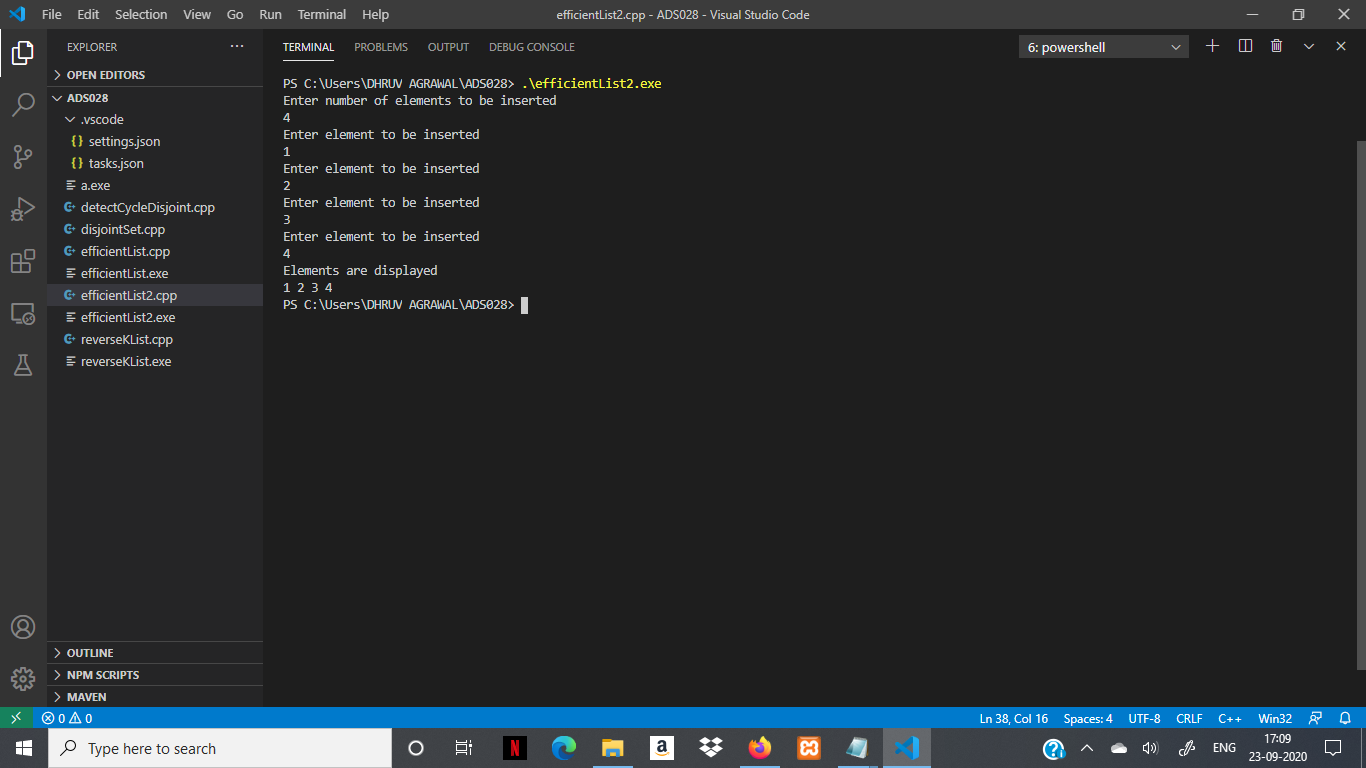 File Edit Selection View Go Run Terminal Help
efficientList2.cpp - ADS028 - Visual Studio Code
EXPLORER
OPEN EDITORS
ADS028
.vscode
{} settings.json
{} tasks.json
a.exe
detectCycleDisjoint.cpp
disjointSet.cpp
efficientList.cpp
efficientList.exe
efficientList2.cpp
efficientList2.exe
reverseKList.cpp
reverseKList.exe
OUTLINE
NPM SCRIPTS
MAVEN
TERMINAL PROBLEMS OUTPUT DEBUG CONSOLE
6: powershell
PS C:\Users\DHRUV AGRAWAL\ADS028> .\efficientList2.exe
Enter number of elements to be inserted
4
Enter element to be inserted
1
Enter element to be inserted
2
Enter element to be inserted
3
Enter element to be inserted
4
Elements are displayed
1 2 3 4
PS C:\Users\DHRUV AGRAWAL\ADS028>
0 0
Ln 38, Col 16 Spaces: 4 UTF-8 CRLF C++ Win32
Type here to search
N
a
ENG
17:09
23-09-2020